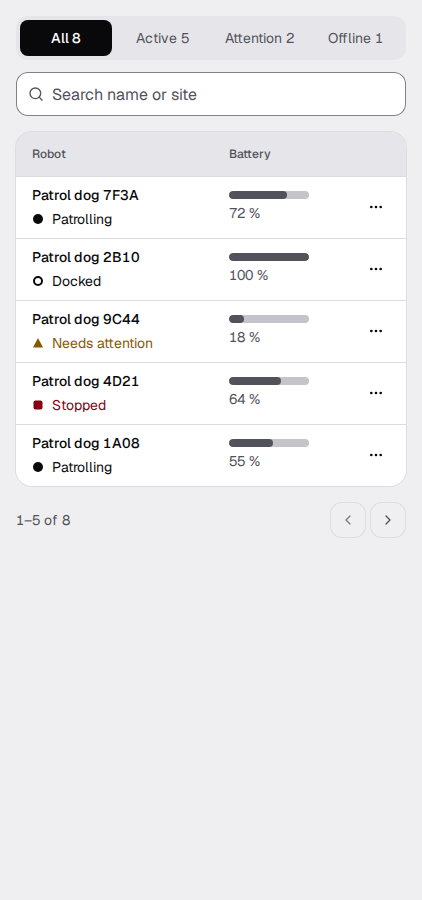 All 8 Active 5 Attention 2 Offline 1
Search name or site
Robot Battery
Patrol dog 7F3A
Patrolling
72 %
Patrol dog 2B10
Docked
100 %
Patrol dog 9C44
Needs attention
18 %
Patrol dog 4D21
Stopped
64 %
Patrol dog 1A08
Patrolling
55 %
1–5 of 8